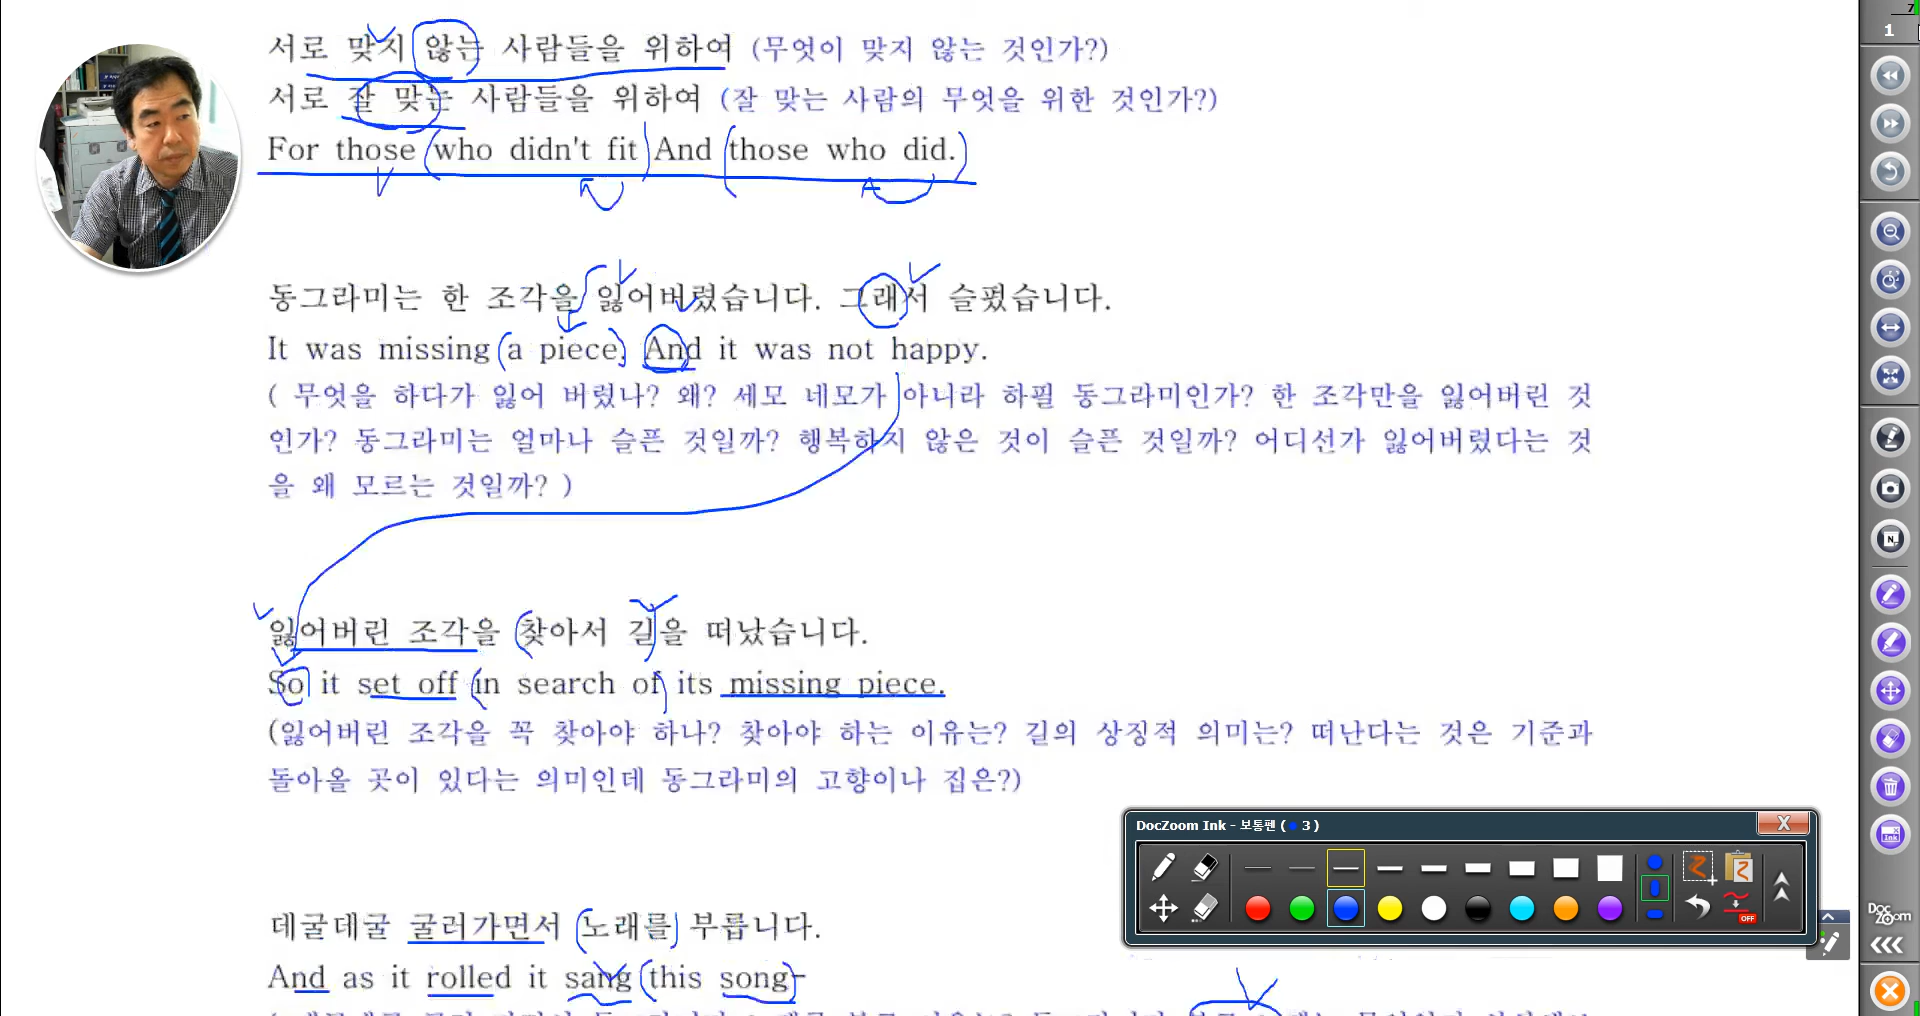 7
1
서로 맞지 않는 사람들을 위하여 (무엇이 맞지 않는 것인가?)
서로 잘 맞는 사람들을 위하여 (잘 맞는 사람의 무엇을 위한 것인가?)
For those who didn't fit And those who did.
동그라미는 한 조각을 잃어버렸습니다. 그래서 슬펐습니다.
It was missing a piece. And it was not happy.
( 무엇을 하다가 잃어 버렸나? 왜? 세모 네모가 아니라 하필 동그라미인가? 한 조각만을 잃어버린 것
인가? 동그라미는 얼마나 슬픈 것일까? 행복하지 않은 것이 슬픈 것일까? 어디선가 잃어버렸다는 것
을 왜 모르는 것일까? )
잃어버린 조각을 찾아서 길을 떠났습니다.
So it set off in search of its missing piece.
(잃어버린 조각을 꼭 찾아야 하나? 찾아야 하는 이유는? 길의 상징적 의미는? 떠난다는 것은 기준과
돌아올 곳이 있다는 의미인데 동그라미의 고향이나 집은?)
DocZoom Ink - 보통펜 ( 3 )
OFF
Doc
Zoom
데굴데굴 굴러가면서 노래를 부릅니다.
And as it rolled it sang this song-